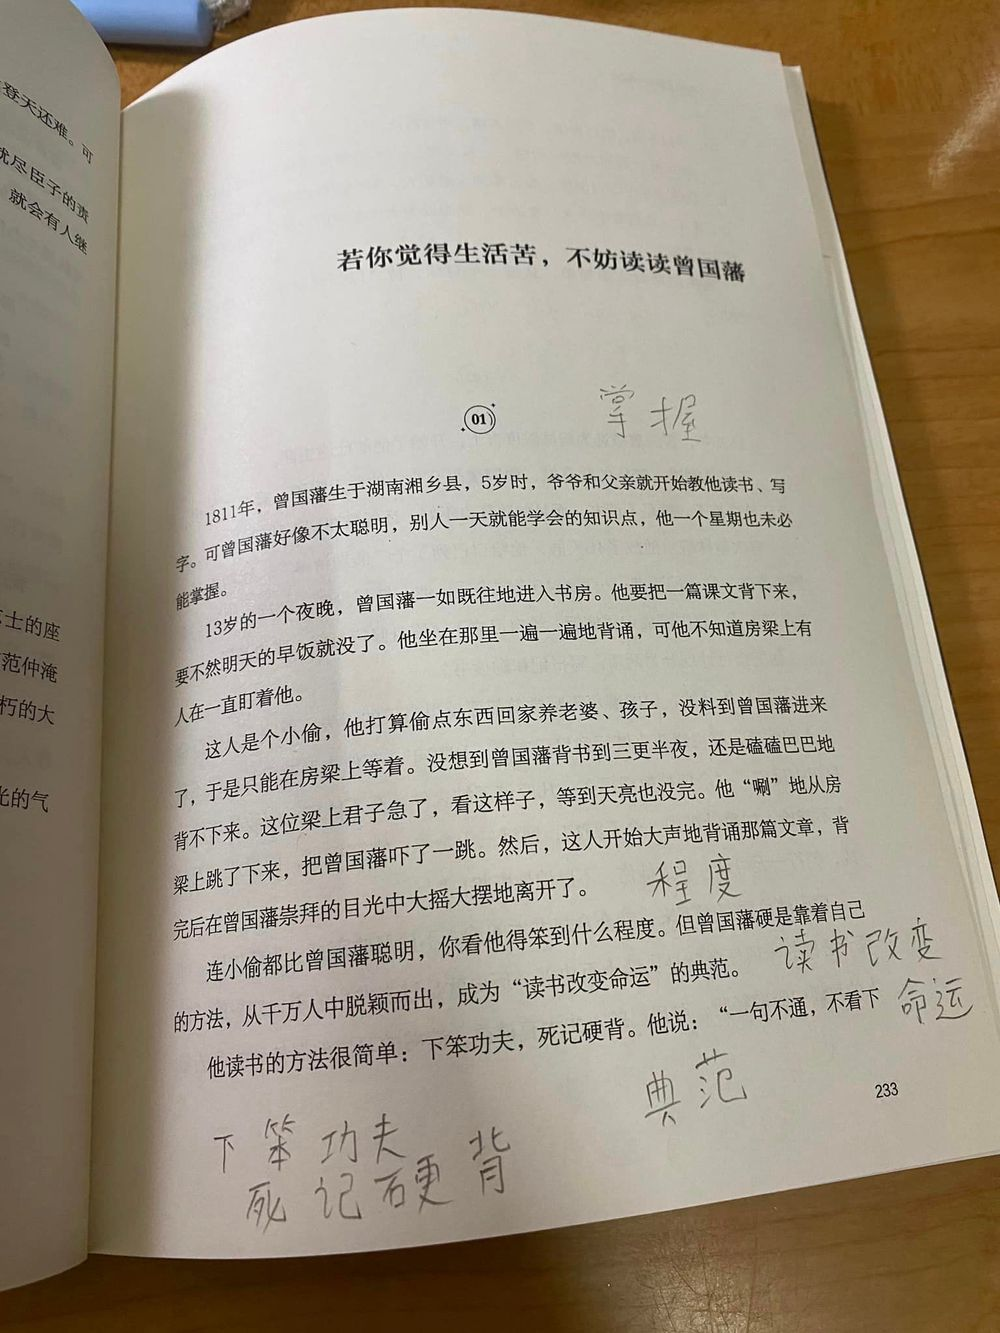 登天还难。可
就尽臣子的责
就会有人继
士的座
范仲淹
朽的大
光的气
若你觉得生活苦，不妨读读曾国藩
01
掌握
1811年，曾国藩生于湖南湘乡县，5岁时，爷爷和父亲就开始教他读书、写
字。可曾国藩好像不太聪明，别人一天就能学会的知识点，他一个星期也未必
能掌握。
13岁的一个夜晚，曾国藩一如既往地进入书房。他要把一篇课文背下来，
要不然明天的早饭就没了。他坐在那里一遍一遍地背诵，可他不知道房梁上有
人在一直盯着他。
这人是个小偷，他打算偷点东西回家养老婆、孩子，没料到曾国藩进来
了，于是只能在房梁上等着。没想到曾国藩背书到三更半夜，还是磕磕巴巴地
背不下来。这位梁上君子急了，看这样子，等到天亮也没完。他“唰”地从房
梁上跳了下来，把曾国藩吓了一跳。然后，这人开始大声地背诵那篇文章，背
完后在曾国藩崇拜的目光中大摇大摆地离开了。
程度
连小偷都比曾国藩聪明，你看他得笨到什么程度。但曾国藩硬是靠着自己
的方法，从千万人中脱颖而出，成为“读书改变命运”的典范。
读书改变
命运
他读书的方法很简单：下笨功夫，死记硬背。他说：“一句不通，不看下
典范
233
下笨功夫
死记硬背